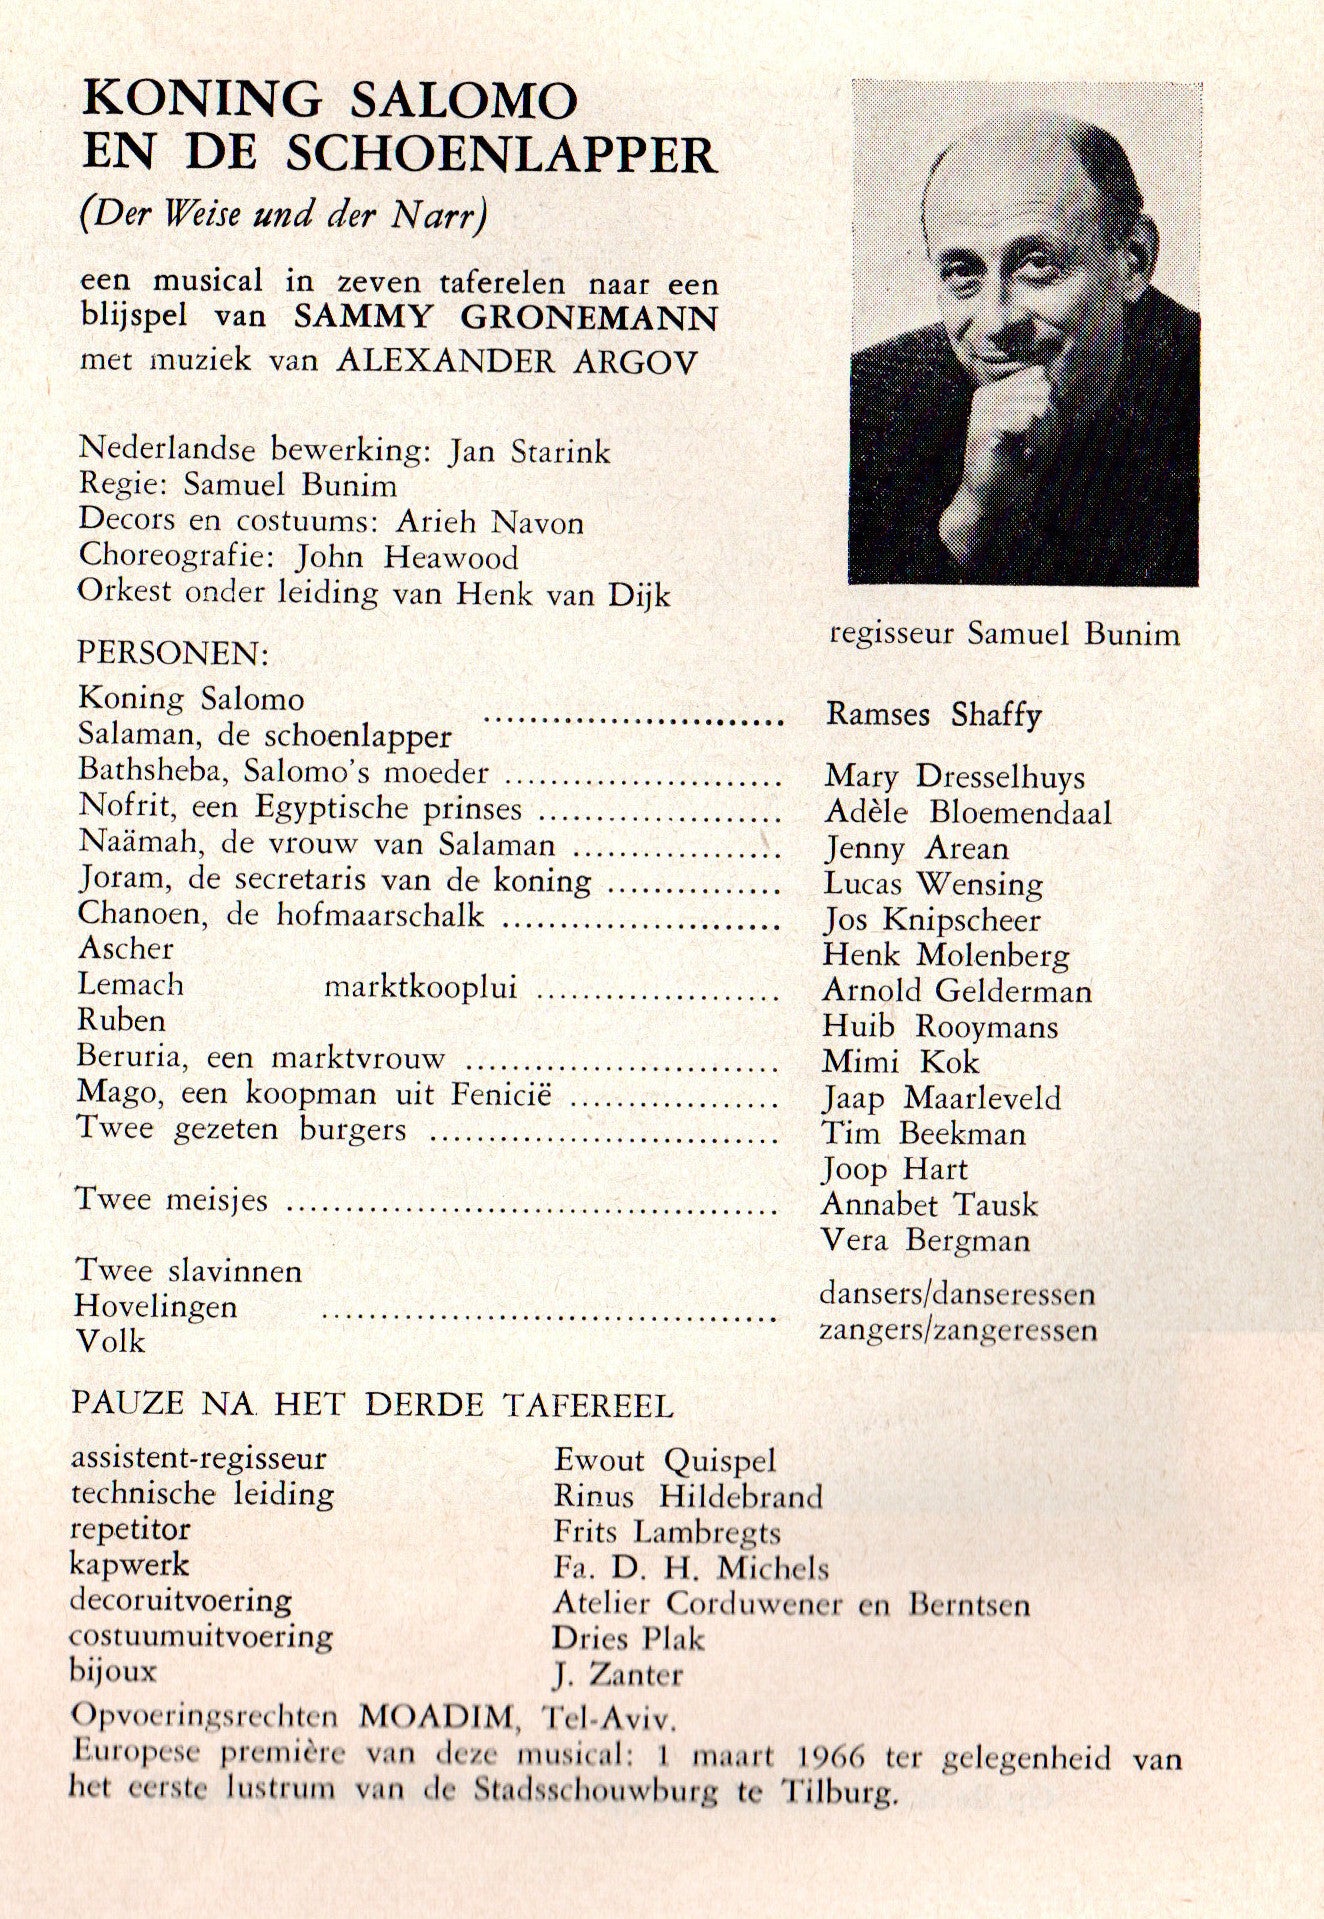 KONING SALOMO
EN DE SCHOENLAPPER
(Der Weise und der Narr)
een musical in zeven taferelen naar een
blijspel van SAMMY GRONEMANN
met muziek van ALEXANDER ARGOV
Nederlandse bewerking: Jan Starink
Regie: Samuel Bunim
Decors en costuums: Arieh Navon
Choreografie: John Heawood
Orkest onder leiding van Henk van Dijk
regisseur Samuel Bunim
PERSONEN:
Koning Salomo
Salaman, de schoenlapper .......................... Ramses Shaffy
Bathsheba, Salomo's moeder ........................ Mary Dresselhuys
Nofrit, een Egyptische prinses ..................... Adèle Bloemendaal
Naämah, de vrouw van Salaman .................. Jenny Arean
Joram, de secretaris van de koning ............... Lucas Wensing
Chanoen, de hofmaarschalk ........................ Jos Knipscheer
Ascher Henk Molenberg
Lemach marktkooplui ..................... Arnold Gelderman
Ruben Huib Rooymans
Beruria, een marktvrouw ........................... Mimi Kok
Mago, een koopman uit Fenicië .................. Jaap Maarleveld
Twee gezeten burgers .............................. Tim Beekman
Joop Hart
Twee meisjes .......................................... Annabet Tausk
Vera Bergman
Twee slavinnen
Hovelingen ....................................... dansers/danseressen
Volk zangers/zangeressen
PAUZE NA HET DERDE TAFEREEL
assistent-regisseur Ewout Quispel
technische leiding Rinus Hildebrand
repetitor Frits Lambregts
kapwerk Fa. D. H. Michels
decoruitvoering Atelier Corduwener en Berntsen
costuumuitvoering Dries Plak
bijoux J. Zanter
Opvoeringsrechten MOADIM, Tel-Aviv.
Europese première van deze musical: 1 maart 1966 ter gelegenheid van
het eerste lustrum van de Stadsschouwburg te Tilburg.